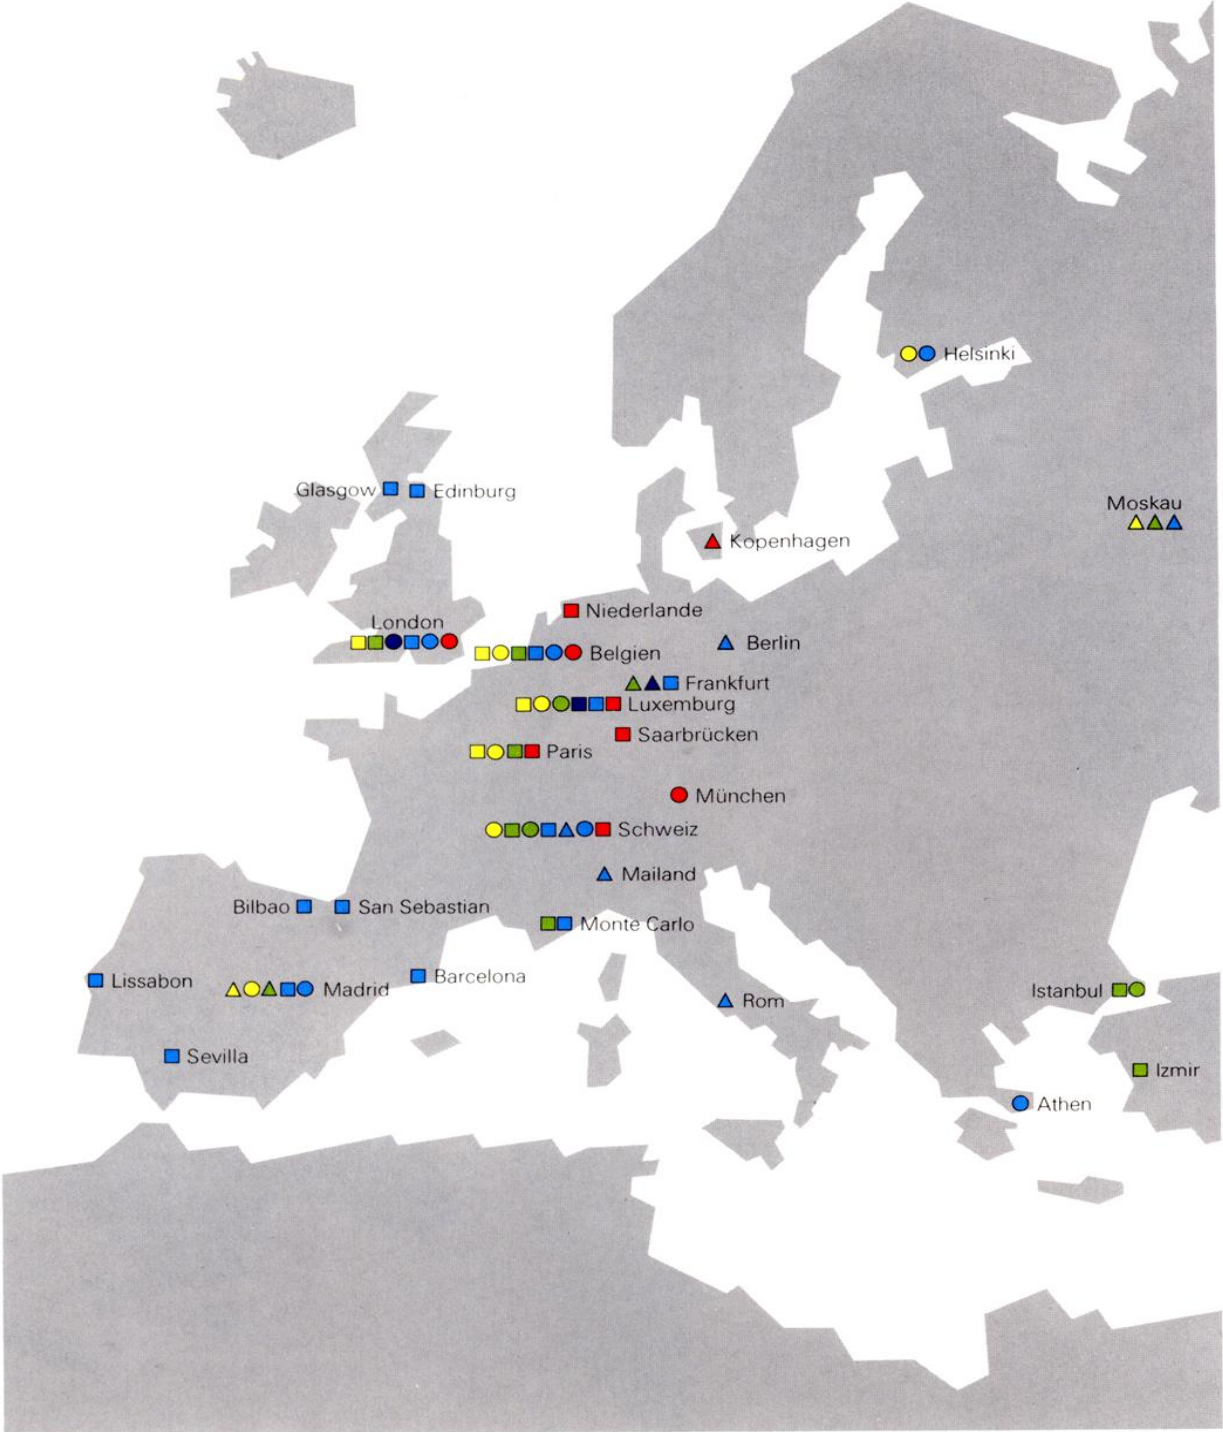 Helsinki
Glasgow
Edinburg
Moskau
Kopenhagen
Niederlande
London
Berlin
Belgien
Frankfurt
Luxemburg
Saarbrücken
Paris
München
Schweiz
Mailand
Bilbao
San Sebastian
Monte Carlo
Barcelona
Lissabon
Madrid
Istanbul
Rom
Sevilla
Izmir
Athen